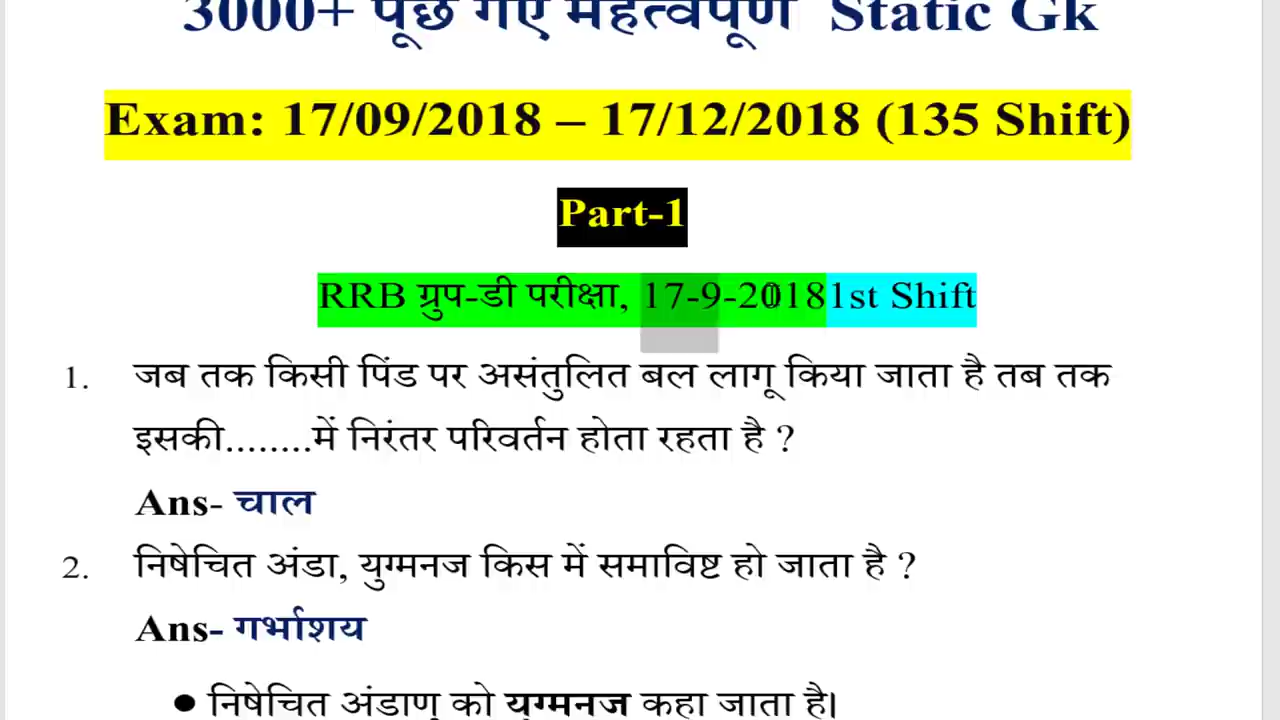 3000+ पूछे गए महत्वपूर्ण Static Gk
Exam: 17/09/2018 – 17/12/2018 (135 Shift)
Part-1
RRB ग्रुप-डी परीक्षा, 17-9-20181st Shift
1. जब तक किसी पिंड पर असंतुलित बल लागू किया जाता है तब तक
इसकी........में निरंतर परिवर्तन होता रहता है ?
Ans- चाल
2. निषेचित अंडा, युग्मनज किस में समाविष्ट हो जाता है ?
Ans- गर्भाशय
● निषेचित अंडाणु को युग्मनज कहा जाता है।